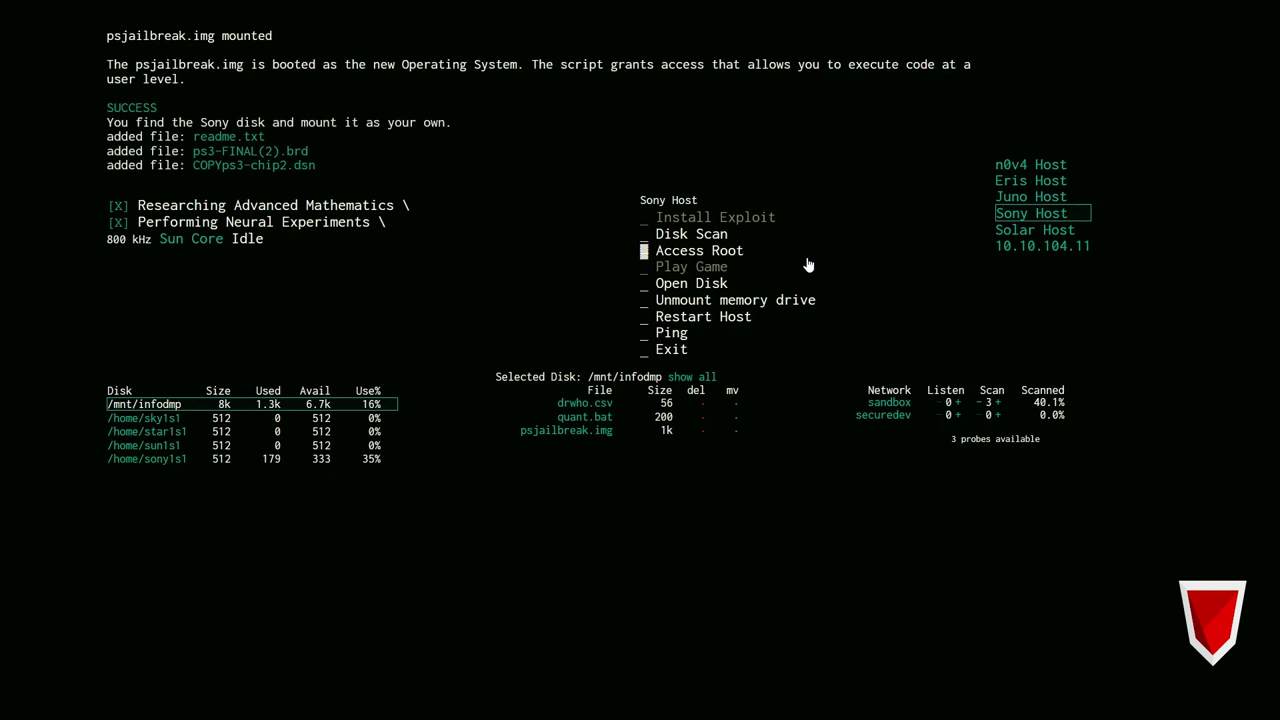 psjailbreak.img mounted
The psjailbreak.img is booted as the new Operating System. The script grants access that allows you to execute code at a
user level.
SUCCESS
You find the Sony disk and mount it as your own.
added file: readme.txt
added file: ps3-FINAL(2).brd
added file: COPYps3-chip2.dsn
[X] Researching Advanced Mathematics \
[X] Performing Neural Experiments \
800 kHz Sun Core Idle
Sony Host
_ Install Exploit
_ Disk Scan
Access Root
_ Play Game
_ Open Disk
_ Unmount memory drive
_ Restart Host
_ Ping
_ Exit
n0v4 Host
Eris Host
Juno Host
Sony Host
Solar Host
10.10.104.11
Disk Size Used Avail Use%
/mnt/infodmp 8k 1.3k 6.7k 16%
/home/sky1s1 512 0 512 0%
/home/star1s1 512 0 512 0%
/home/sun1s1 512 0 512 0%
/home/sony1s1 512 179 333 35%
Selected Disk: /mnt/infodmp show all
File Size del mv
drwho.csv 56 . .
quant.bat 200 . .
psjailbreak.img 1k . .
Network Listen Scan Scanned
sandbox - 0 + - 3 + 40.1%
securedev - 0 + - 0 + 0.0%
3 probes available